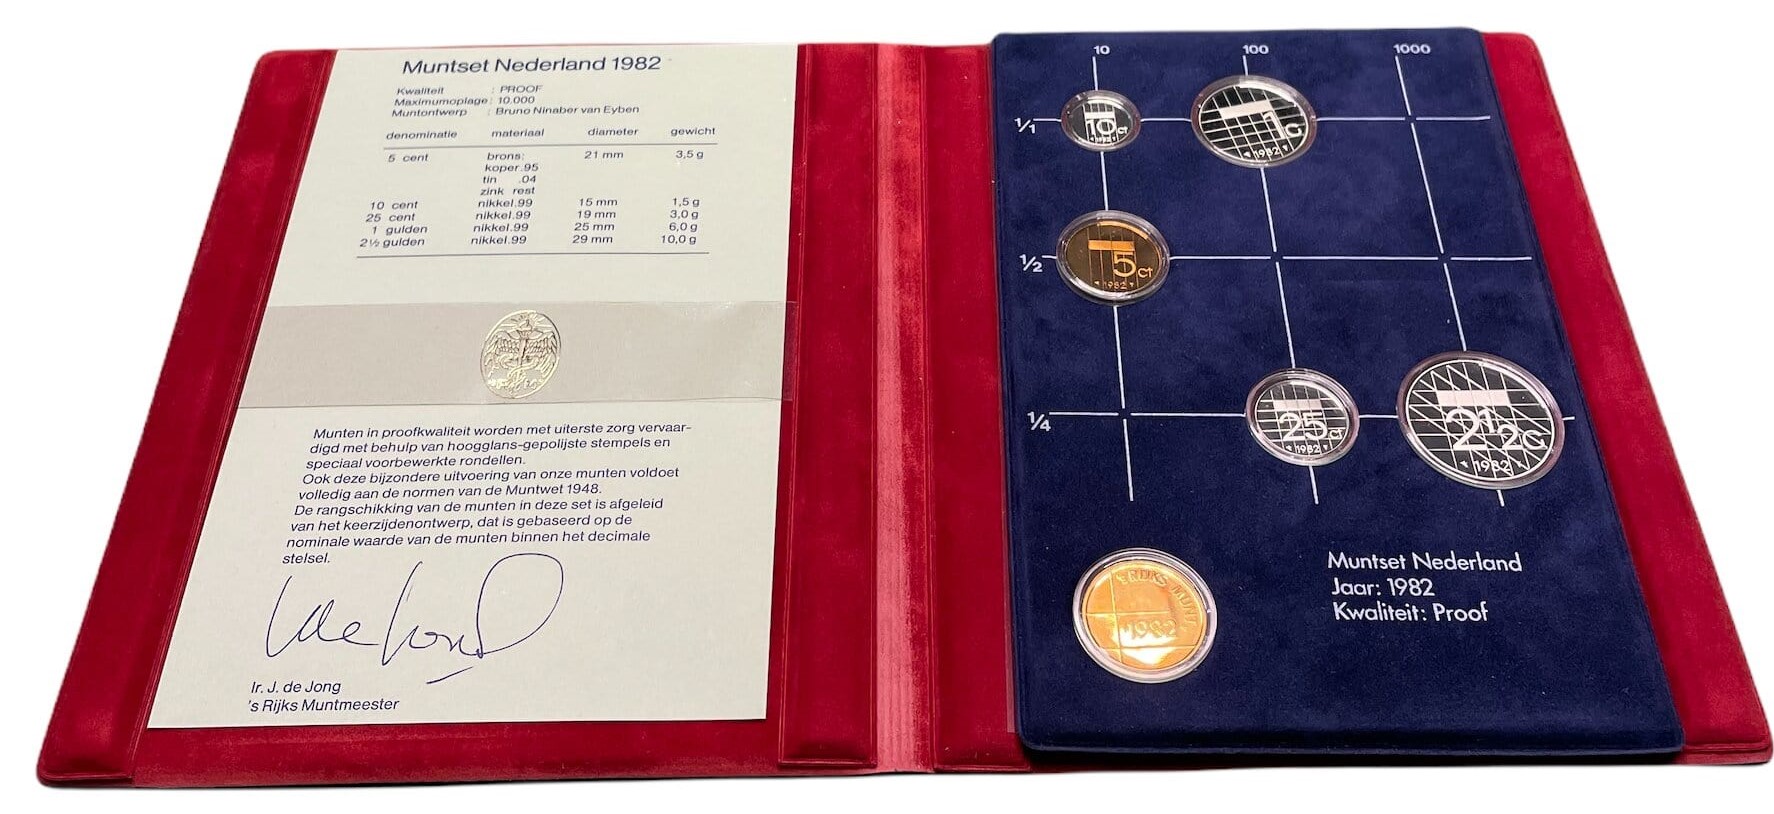 Muntset Nederland 1982
Kwaliteit : PROOF
Maximumoplage : 10.000
Muntontwerp : Bruno Ninaber van Eyben
denominatie materiaal diameter gewicht
5 cent brons: 21 mm 3,5 g
koper.95
tin .04
zink rest
10 cent nikkel.99 15 mm 1,5 g
25 cent nikkel.99 19 mm 3,0 g
1 gulden nikkel.99 25 mm 6,0 g
2½ gulden nikkel.99 29 mm 10,0 g
Munten in proefkwaliteit worden met uiterste zorg vervaar-
digd met behulp van hoogglans-gepolijste stempels en
speciaal voorbewerkte rondellen.
Ook deze bijzondere uitvoering van onze munten voldoet
volledig aan de normen van de Muntwet 1948.
De rangschikking van de munten in deze set is afgeleid
van het keerzijdenontwerp, dat is gebaseerd op de
nominale waarde van de munten binnen het decimale
stelsel.
Ir. J. de Jong
's Rijks Muntmeester
10 100 1000
1/1
10 ct
1982
1 G
1982
1/2
5 ct
1982
1/4
25 ct
1982
2 1/2 G
1982
'S RIJKS MUNT
1982
Muntset Nederland
Jaar: 1982
Kwaliteit: Proof